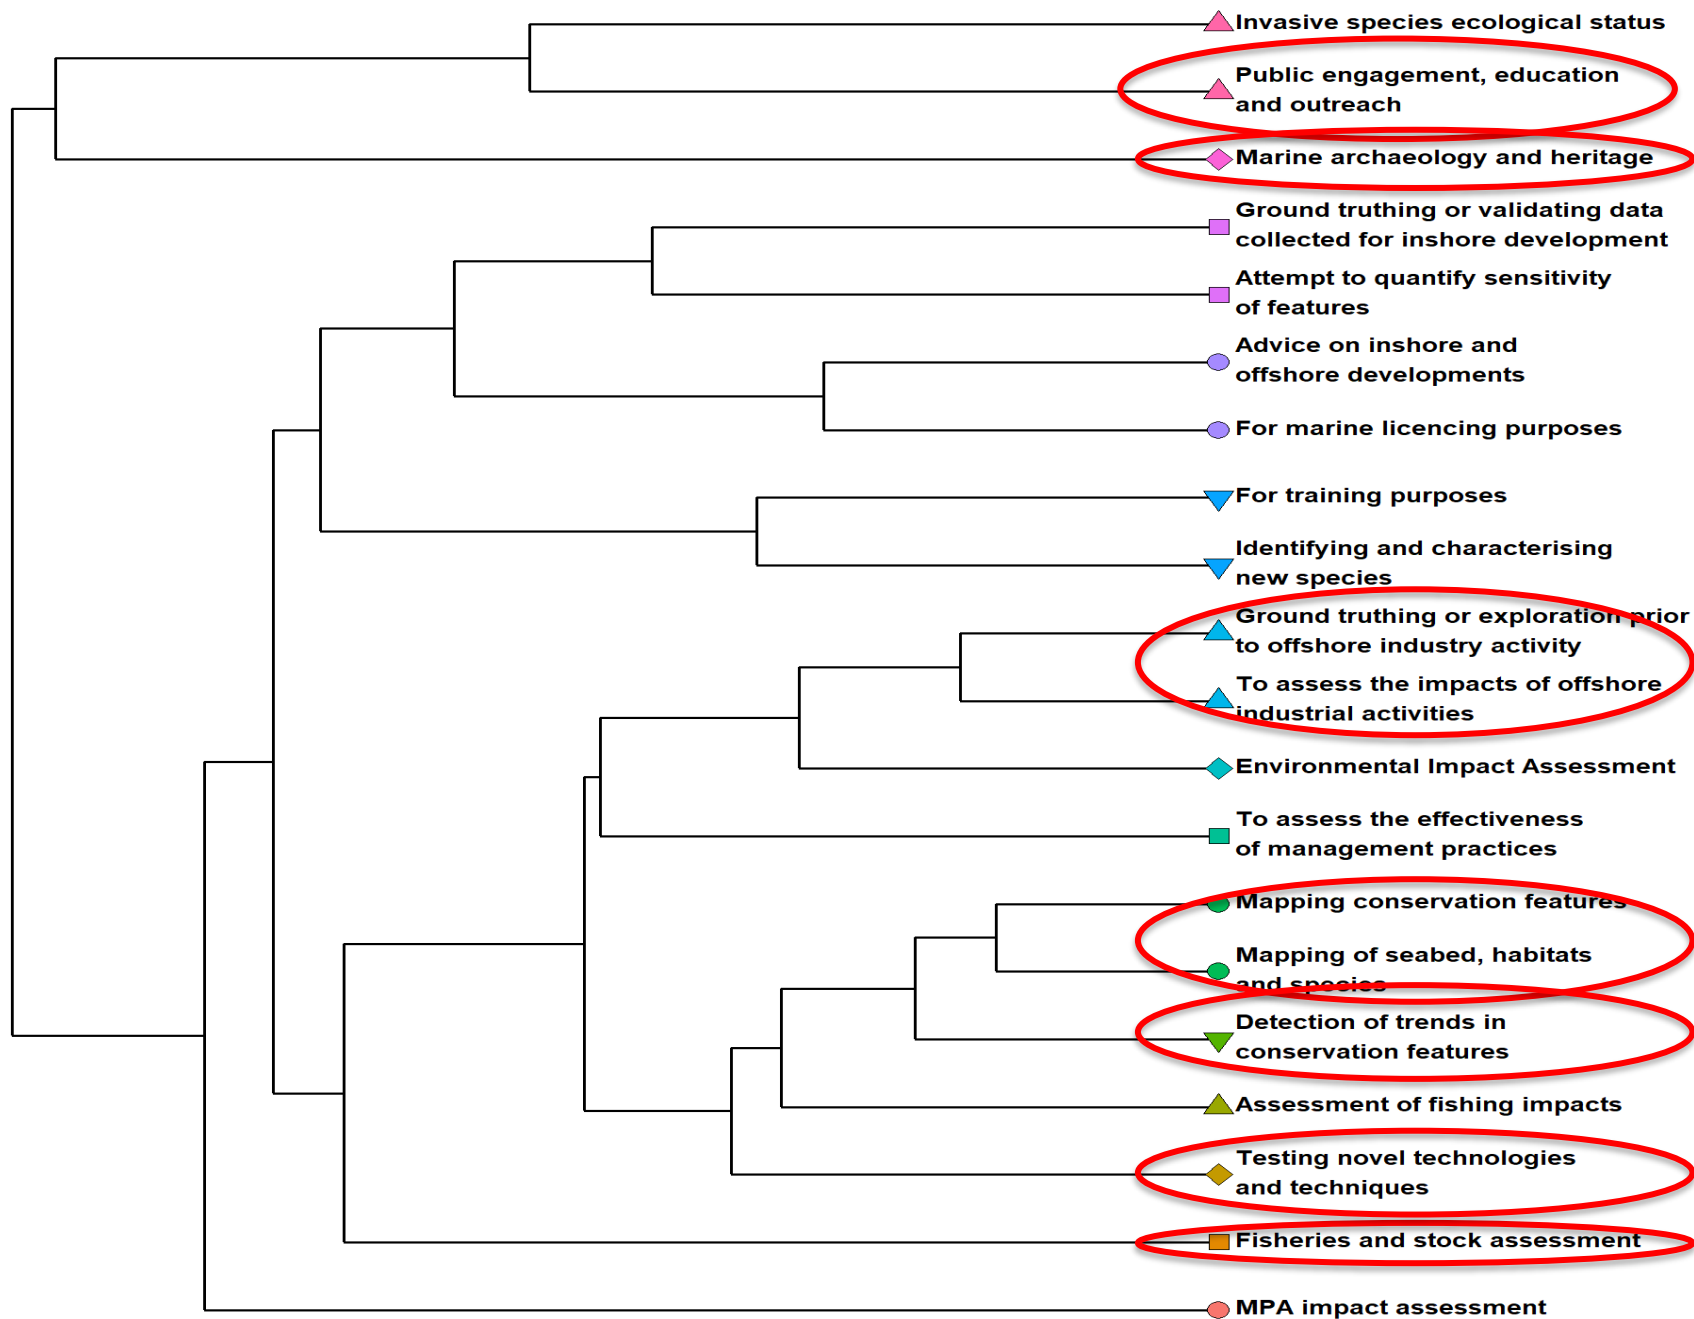 Invasive species ecological status
Public engagement, education
and outreach
Marine archaeology and heritage
Ground truthing or validating data
collected for inshore development
Attempt to quantify sensitivity
of features
Advice on inshore and
offshore developments
For marine licencing purposes
For training purposes
Identifying and characterising
new species
Ground truthing or exploration prior
to offshore industry activity
To assess the impacts of offshore
industrial activities
Environmental Impact Assessment
To assess the effectiveness
of management practices
Mapping conservation features
Mapping of seabed, habitats
and species
Detection of trends in
conservation features
Assessment of fishing impacts
Testing novel technologies
and techniques
Fisheries and stock assessment
MPA impact assessment